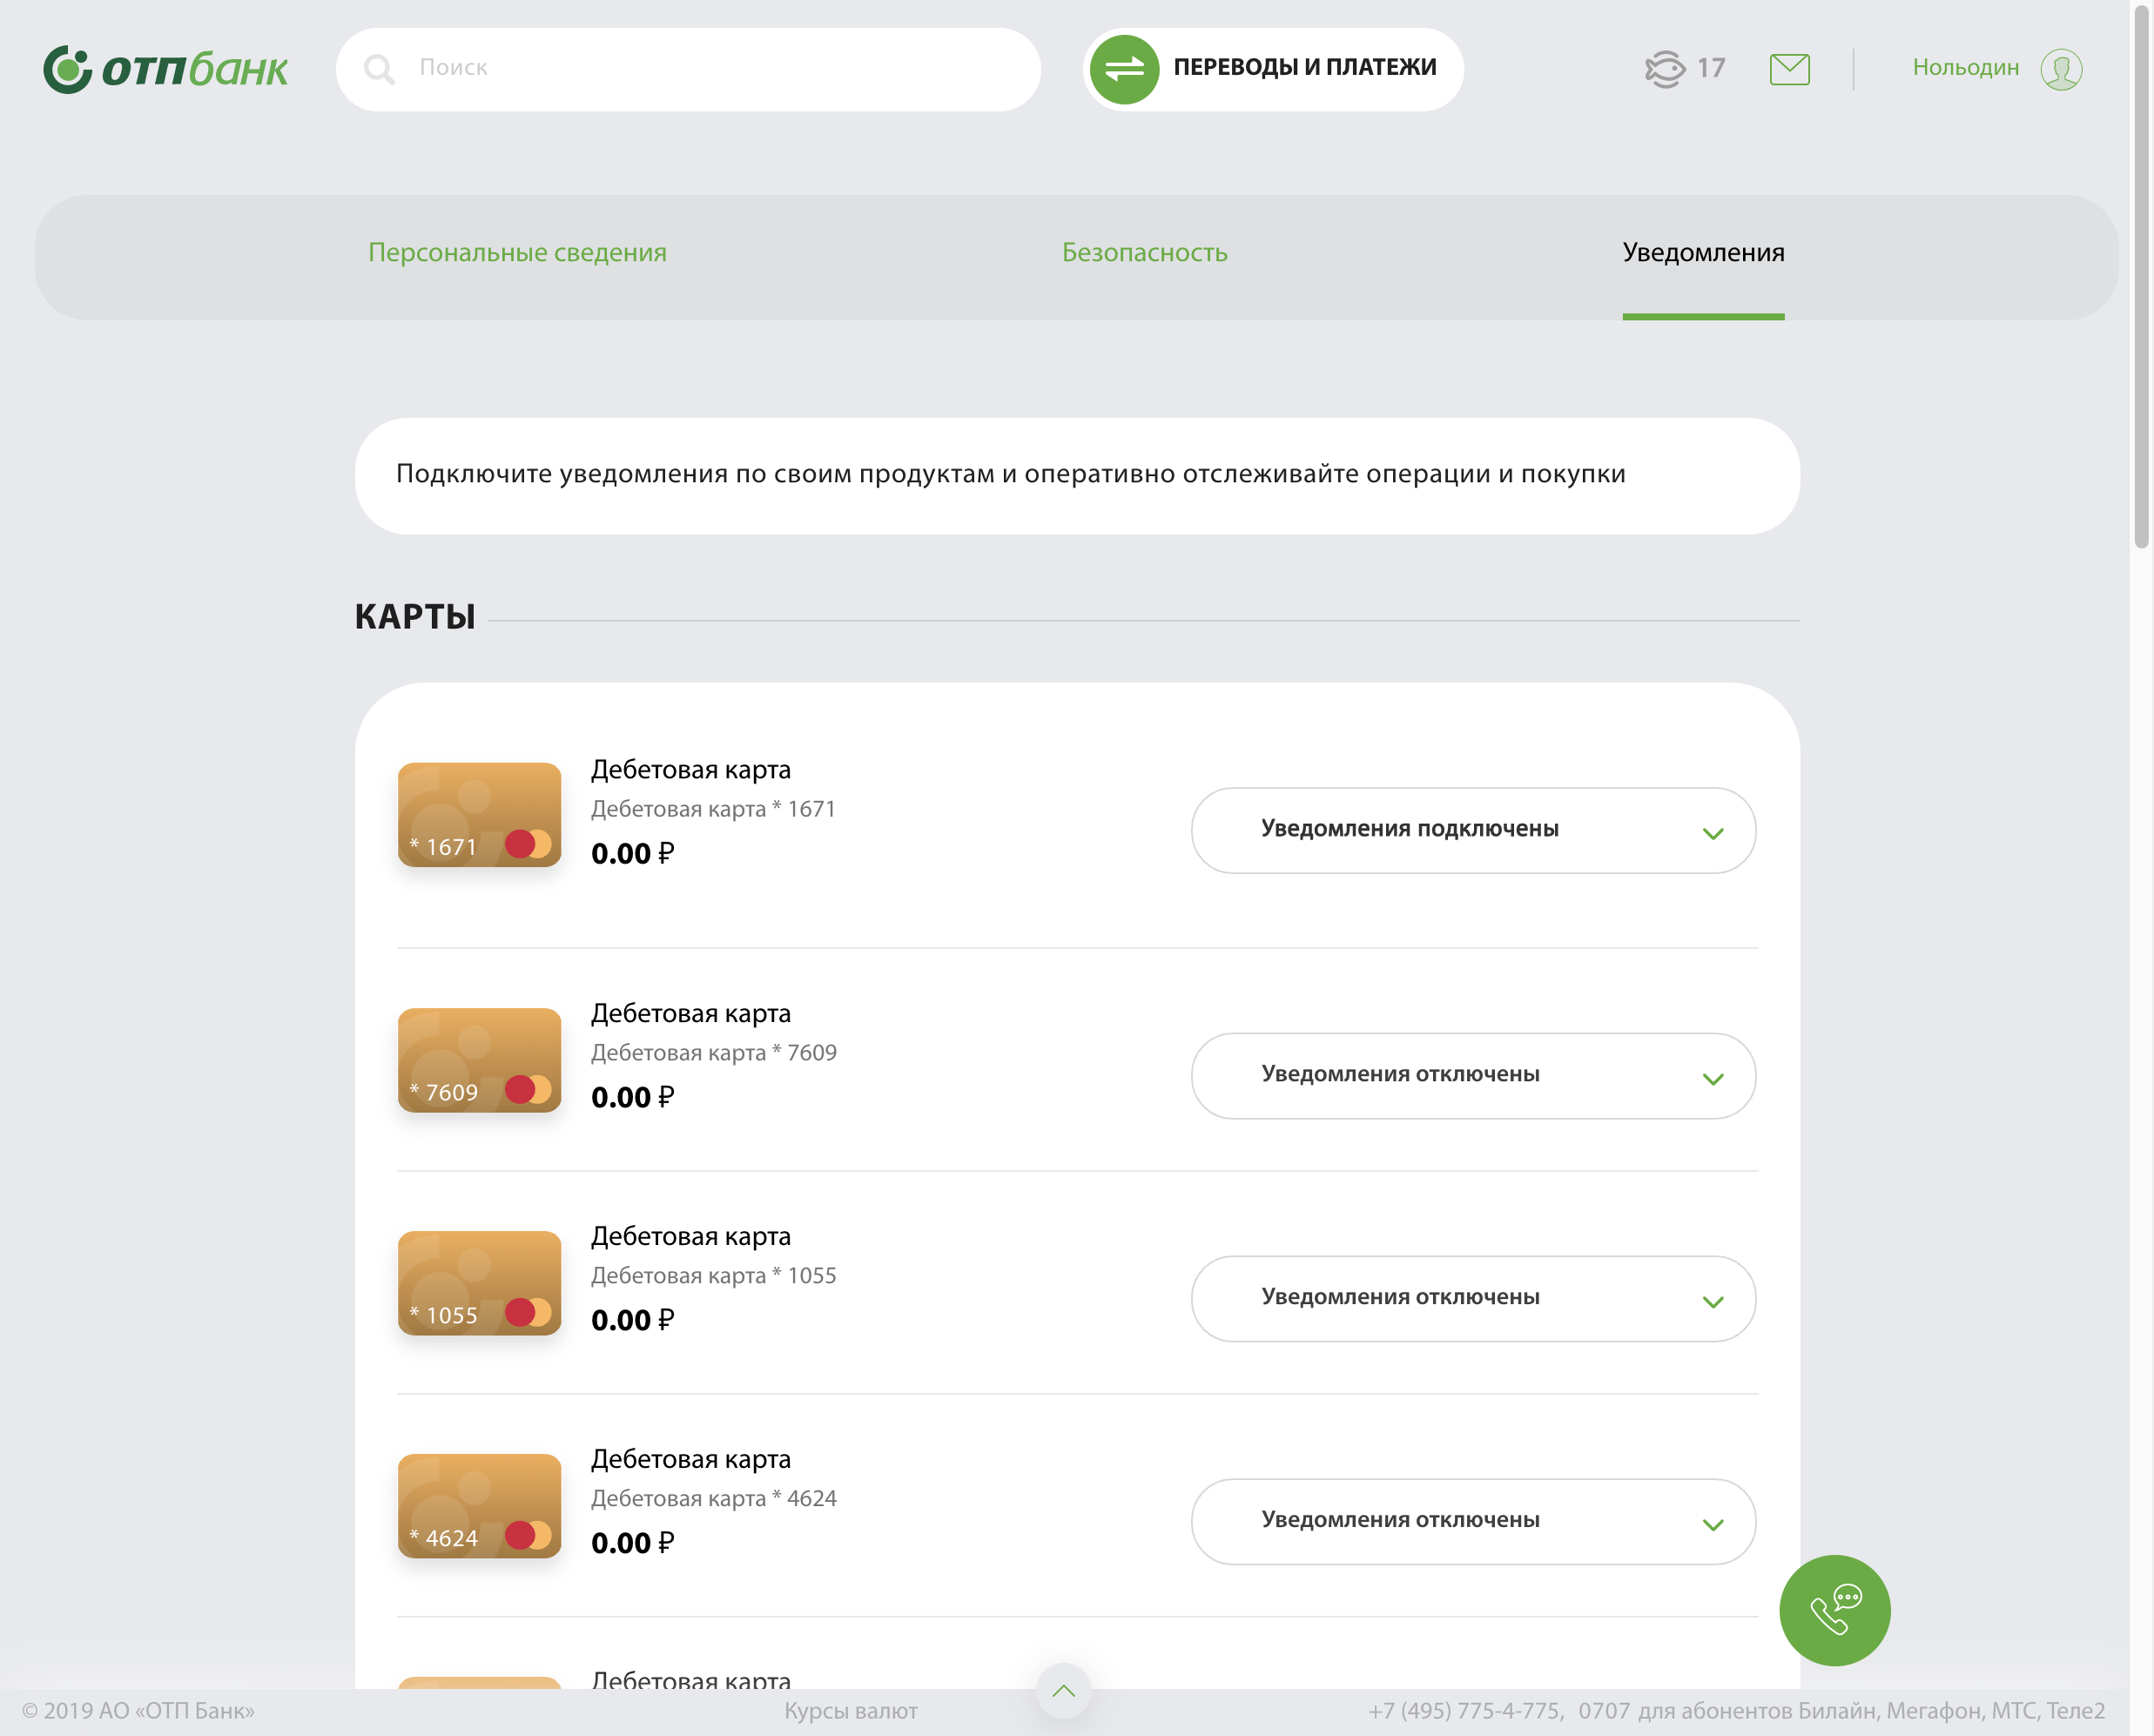 ОТПбанк
Поиск
ПЕРЕВОДЫ И ПЛАТЕЖИ
17
Нольодин
Персональные сведения
Безопасность
Уведомления
Подключите уведомления по своим продуктам и оперативно отслеживайте операции и покупки
КАРТЫ
Дебетовая карта
Дебетовая карта * 1671
0.00 ₽
* 1671
Уведомления подключены
Дебетовая карта
Дебетовая карта * 7609
0.00 ₽
* 7609
Уведомления отключены
Дебетовая карта
Дебетовая карта * 1055
0.00 ₽
* 1055
Уведомления отключены
Дебетовая карта
Дебетовая карта * 4624
0.00 ₽
* 4624
Уведомления отключены
Дебетовая карта
© 2019 АО «ОТП Банк»
Курсы валют
+7 (495) 775-4-775, 0707 для абонентов Билайн, Мегафон, МТС, Теле2